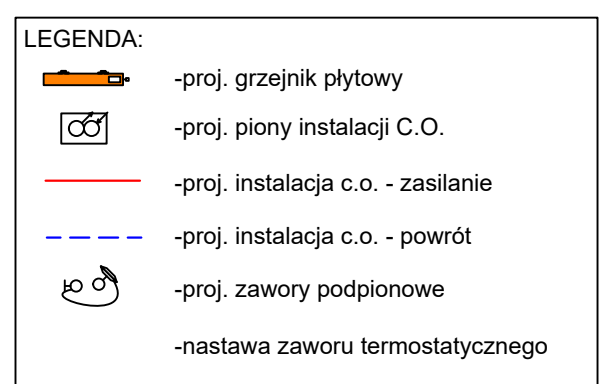 LEGENDA:
-proj. grzejnik płytowy
-proj. piony instalacji C.O.
-proj. instalacja c.o. - zasilanie
-proj. instalacja c.o. - powrót
-proj. zawory podpionowe
-nastawa zaworu termostatycznego